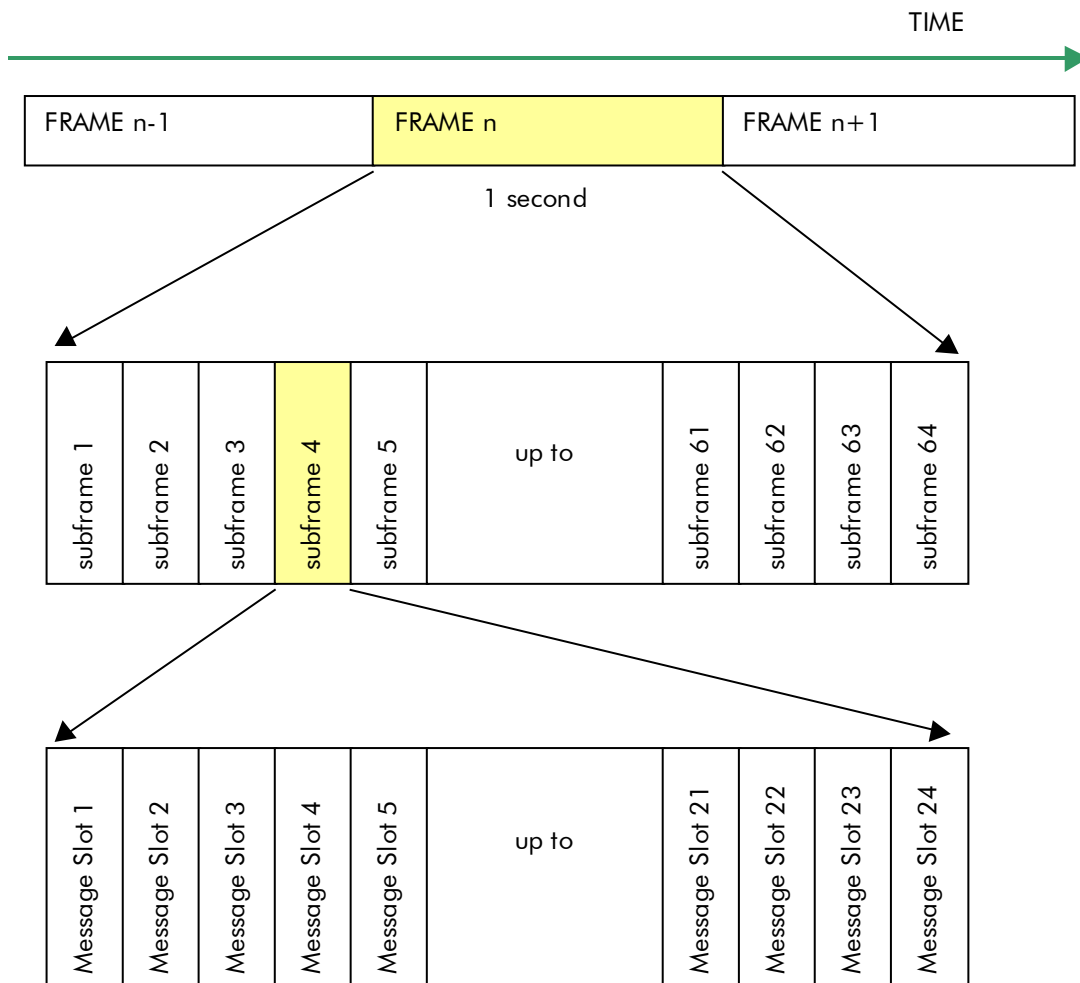 TIME
FRAME n-1
FRAME n
FRAME n+1
1 second
subframe 1
subframe 2
subframe 3
subframe 4
subframe 5
up to
subframe 61
subframe 62
subframe 63
subframe 64
Message Slot 1
Message Slot 2
Message Slot 3
Message Slot 4
Message Slot 5
up to
Message Slot 21
Message Slot 22
Message Slot 23
Message Slot 24